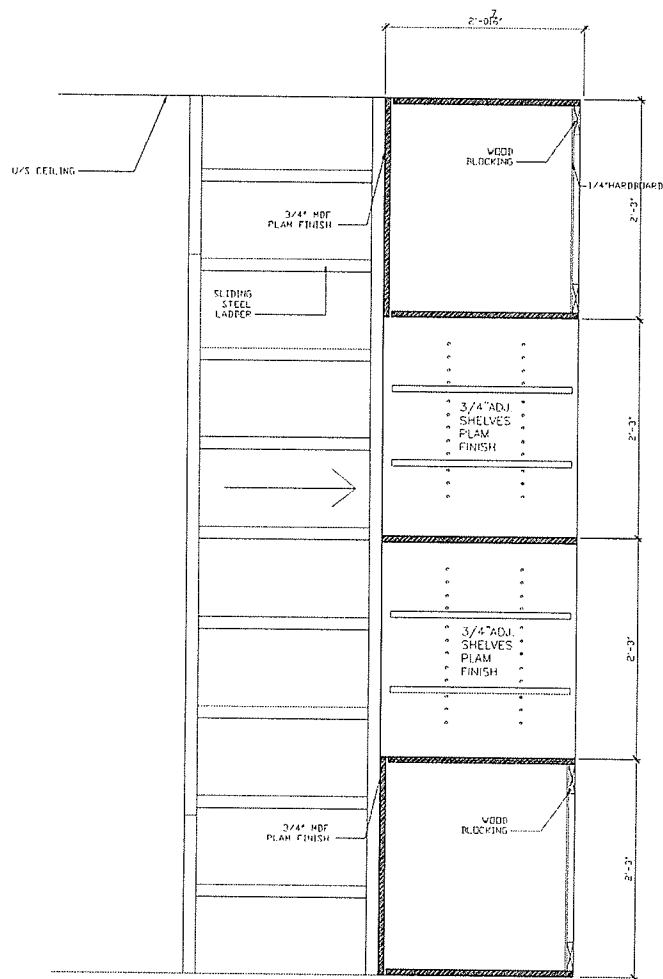 2'-0 7/16"
U/S CEILING
WOOD
BLOCKING
1/4" HARDBOARD
3/4" MDF
PLAM FINISH
2'-3"
SLIDING
STEEL
LADDER
3/4" ADJ.
SHELVES
PLAM
FINISH
2'-3"
3/4" ADJ.
SHELVES
PLAM
FINISH
2'-3"
3/4" MDF
PLAM FINISH
WOOD
BLOCKING
2'-3"